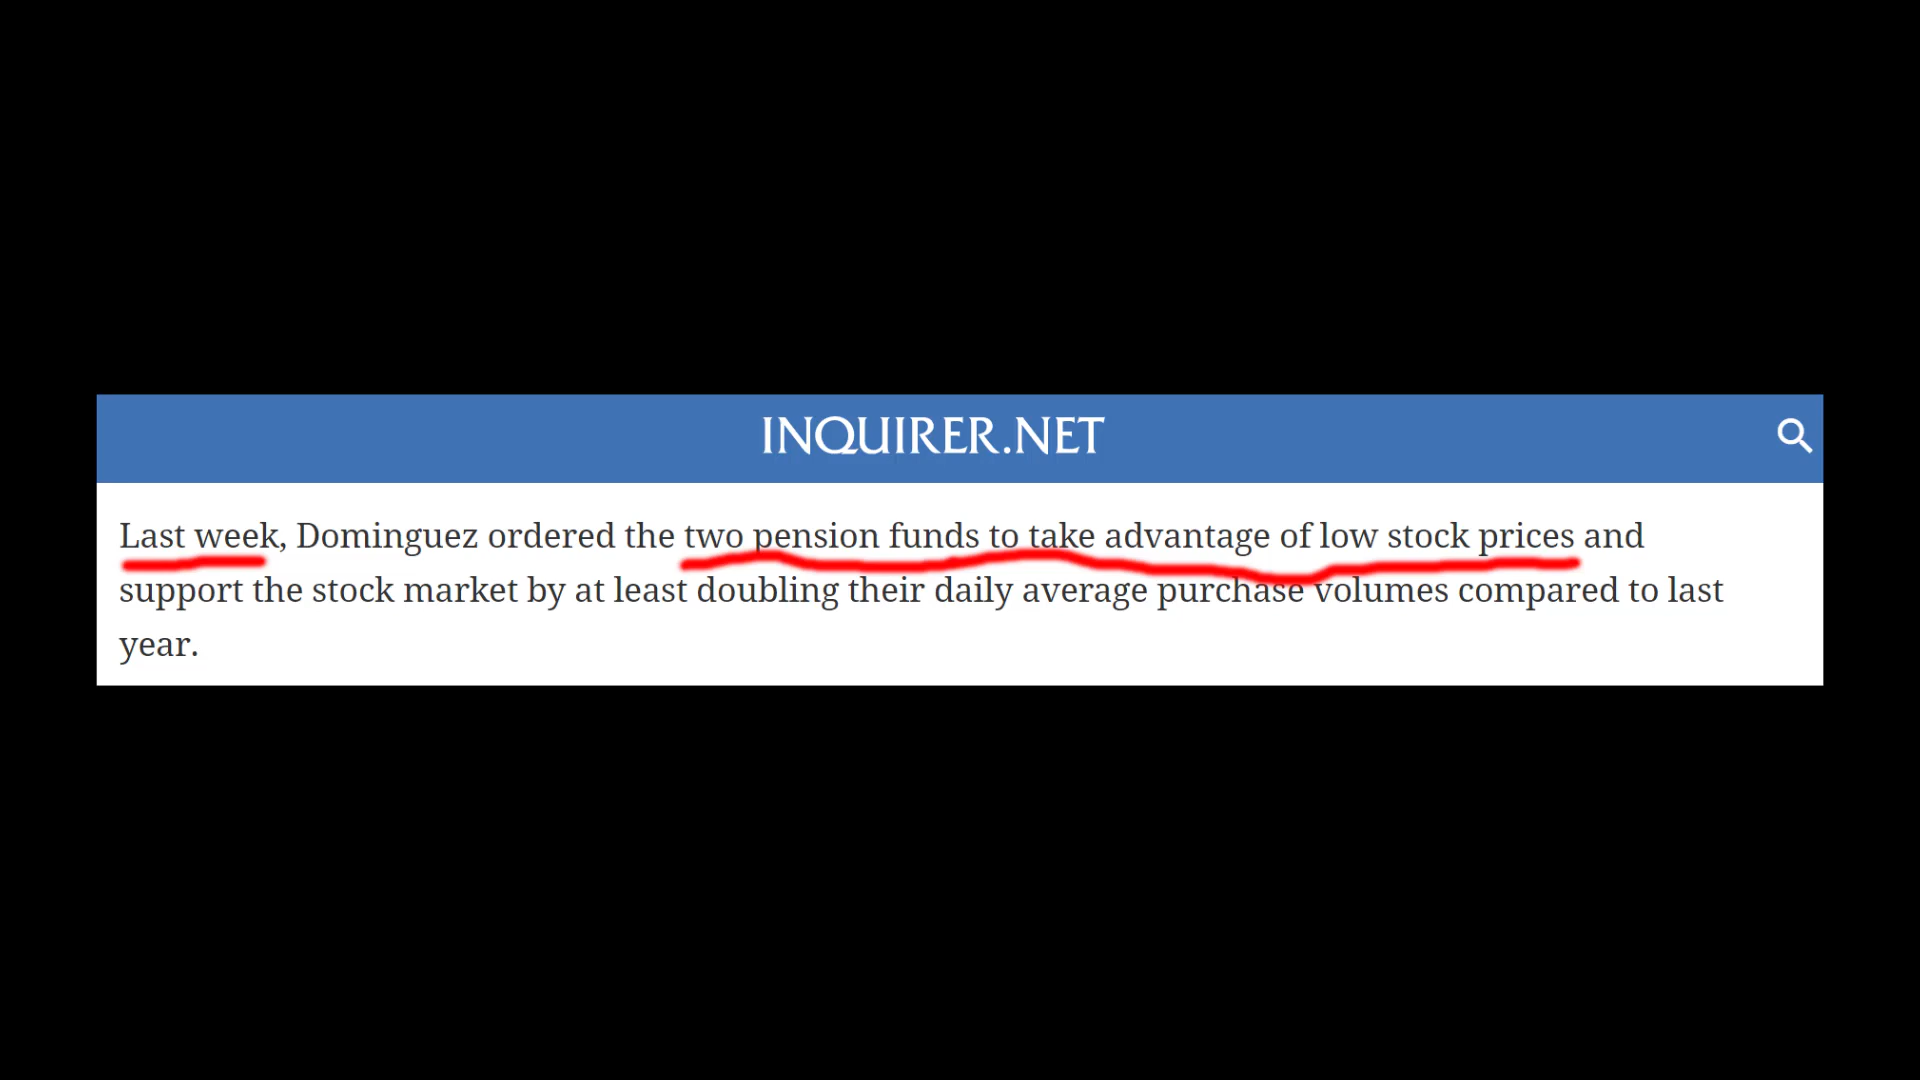 INQUIRER.NET
Last week, Dominguez ordered the two pension funds to take advantage of low stock prices and
support the stock market by at least doubling their daily average purchase volumes compared to last
year.